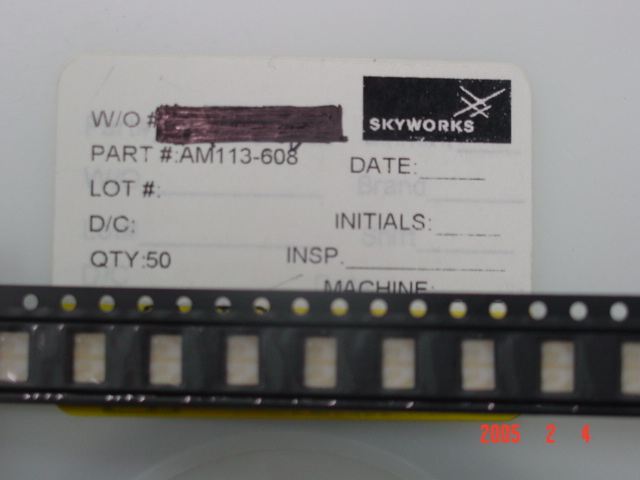 SKYWORKS
W/O #
PART #:AM113-608
DATE:
LOT #:
D/C:
INITIALS:
QTY:50
INSP.
MACHINE:
2005 2 4